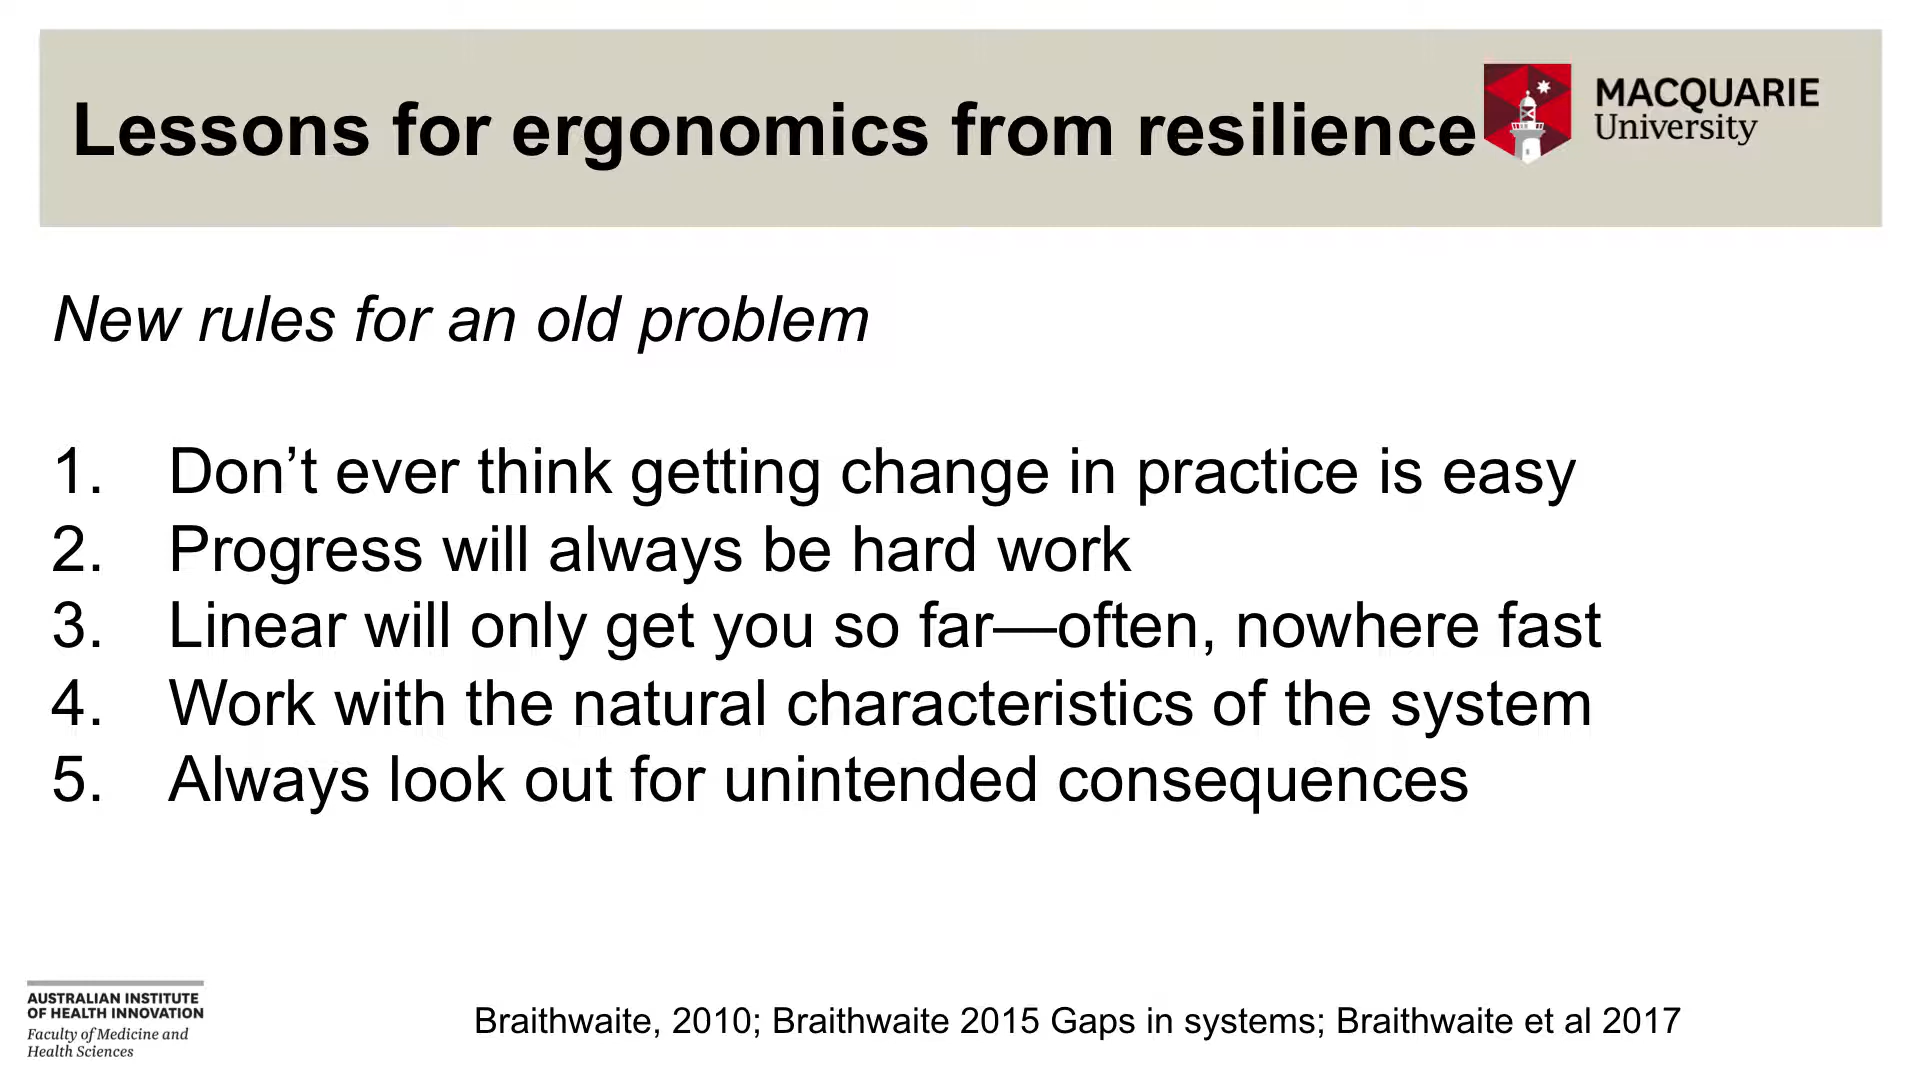 Lessons for ergonomics from resilience
MACQUARIE
University
New rules for an old problem
1. Don’t ever think getting change in practice is easy
2. Progress will always be hard work
3. Linear will only get you so far—often, nowhere fast
4. Work with the natural characteristics of the system
5. Always look out for unintended consequences
AUSTRALIAN INSTITUTE
OF HEALTH INNOVATION
Faculty of Medicine and
Health Sciences
Braithwaite, 2010; Braithwaite 2015 Gaps in systems; Braithwaite et al 2017